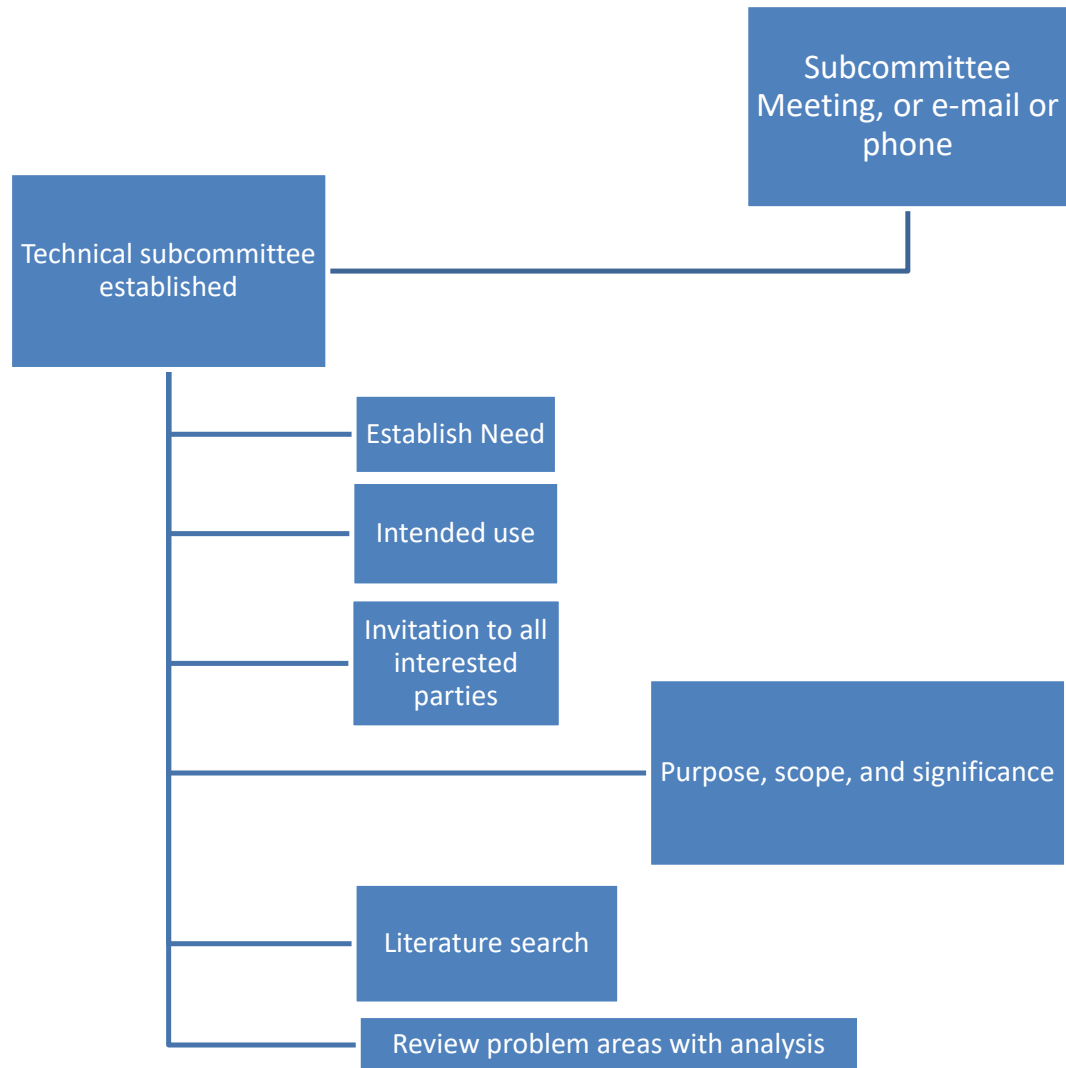 Subcommittee
Meeting, or e-mail or
phone
Technical subcommittee
established
Establish Need
Intended use
Invitation to all
interested
parties
Purpose, scope, and significance
Literature search
Review problem areas with analysis